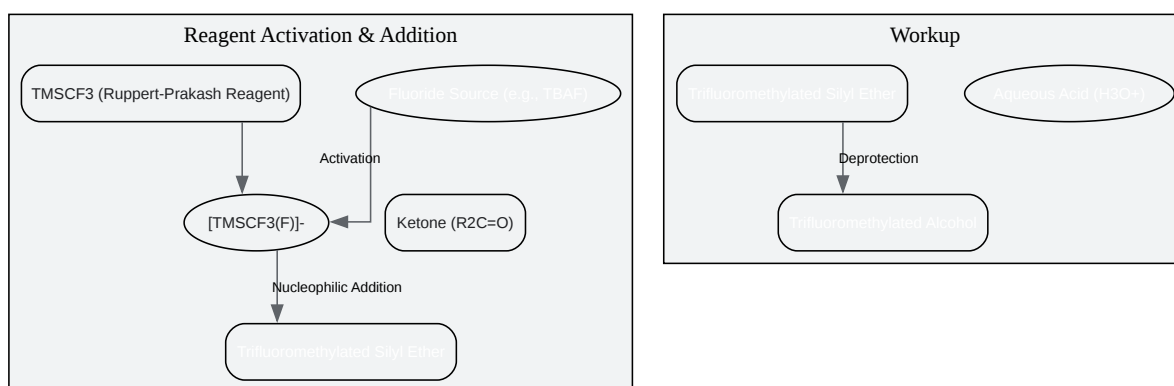 Reagent Activation & Addition
TMSCF3 (Ruppert-Prakash Reagent)
Fluoride Source (e.g., TBAF)
Activation
[TMSCF3(F)]-
Ketone (R2C=O)
Nucleophilic Addition
Trifluoromethylated Silyl Ether
Workup
Trifluoromethylated Silyl Ether
Aqueous Acid (H3O+)
Deprotection
Trifluoromethylated Alcohol